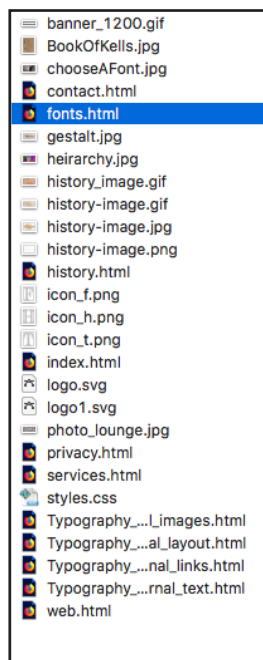 banner_1200.gif
BookOfKells.jpg
chooseAFont.jpg
contact.html
fonts.html
gestalt.jpg
heirarchy.jpg
history_image.gif
history-image.gif
history-image.jpg
history-image.png
history.html
icon_f.png
icon_h.png
icon_t.png
index.html
logo.svg
logo1.svg
photo_lounge.jpg
privacy.html
services.html
styles.css
Typography_...l_images.html
Typography_...al_layout.html
Typography_...nal_links.html
Typography_...rnal_text.html
web.html